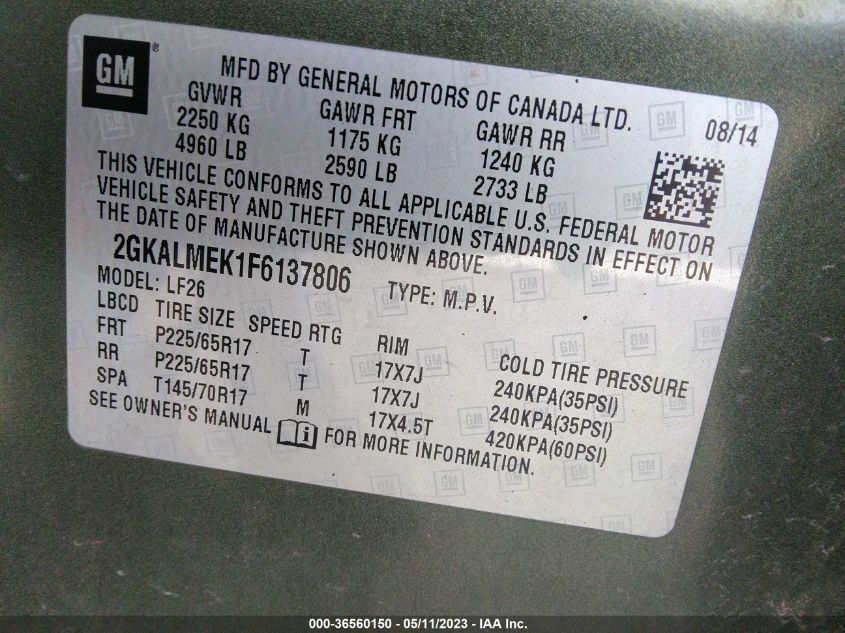 GM ®
MFD BY GENERAL MOTORS OF CANADA LTD.
GVWR GAWR FRT GAWR RR 08/14
2250 KG 1175 KG 1240 KG
4960 LB 2590 LB 2733 LB
THIS VEHICLE CONFORMS TO ALL APPLICABLE U.S. FEDERAL MOTOR
VEHICLE SAFETY AND THEFT PREVENTION STANDARDS IN EFFECT ON
THE DATE OF MANUFACTURE SHOWN ABOVE.
2GKALMEK1F6137806 TYPE: M.P.V.
MODEL: LF26
LBCD TIRE SIZE SPEED RTG RIM COLD TIRE PRESSURE
FRT P225/65R17 T 17X7J 240KPA(35PSI)
RR P225/65R17 T 17X7J 240KPA(35PSI)
SPA T145/70R17 M 17X4.5T 420KPA(60PSI)
SEE OWNER'S MANUAL FOR MORE INFORMATION.
000-36560150 - 05/11/2023 - IAA Inc.